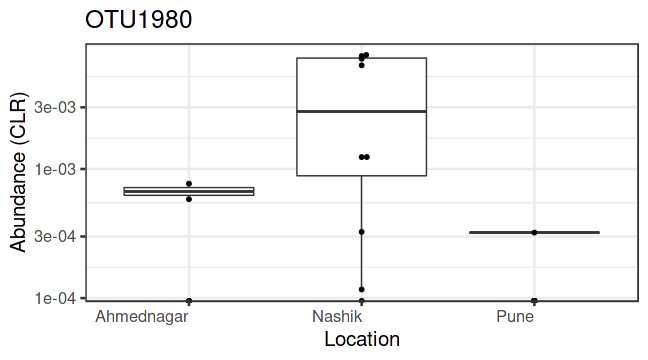 OTU1980
Abundance (CLR)
3e-03
1e-03
3e-04
1e-04
Ahmednagar Nashik Pune
Location